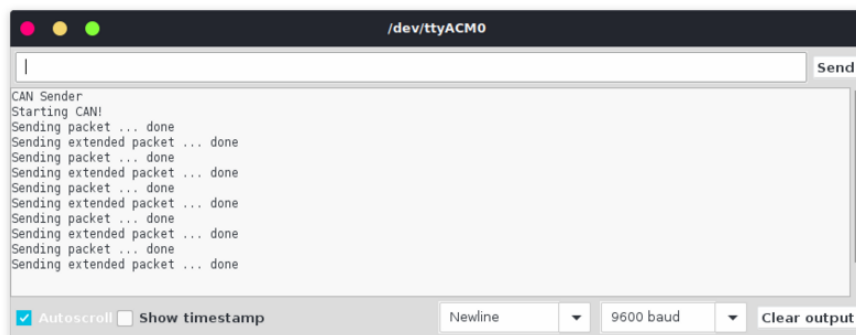 /dev/ttyACM0
Send
CAN Sender
Starting CAN!
Sending packet ... done
Sending extended packet ... done
Sending packet ... done
Sending extended packet ... done
Sending packet ... done
Sending extended packet ... done
Sending packet ... done
Sending extended packet ... done
Sending packet ... done
Sending extended packet ... done
Autoscroll Show timestamp Newline 9600 baud Clear output